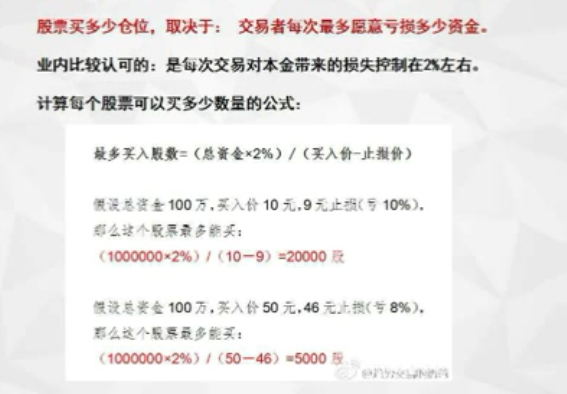 股票买多少仓位，取决于： 交易者每次最多愿意亏损多少资金。
业内比较认可的：是每次交易对本金带来的损失控制在2%左右。
计算每个股票可以买多少数量的公式：
最多买入股数=（总资金×2%）/（买入价-止损价）
假设总资金 100 万，买入价 10 元，9 元止损（亏 10%）。
那么这个股票最多能买：
（1000000×2%）/（10－9）=20000 股
假设总资金 100 万，买入价 50 元，46 元止损（亏 8%）。
那么这个股票最多能买：
（1000000×2%）/（50－46）=5000 股